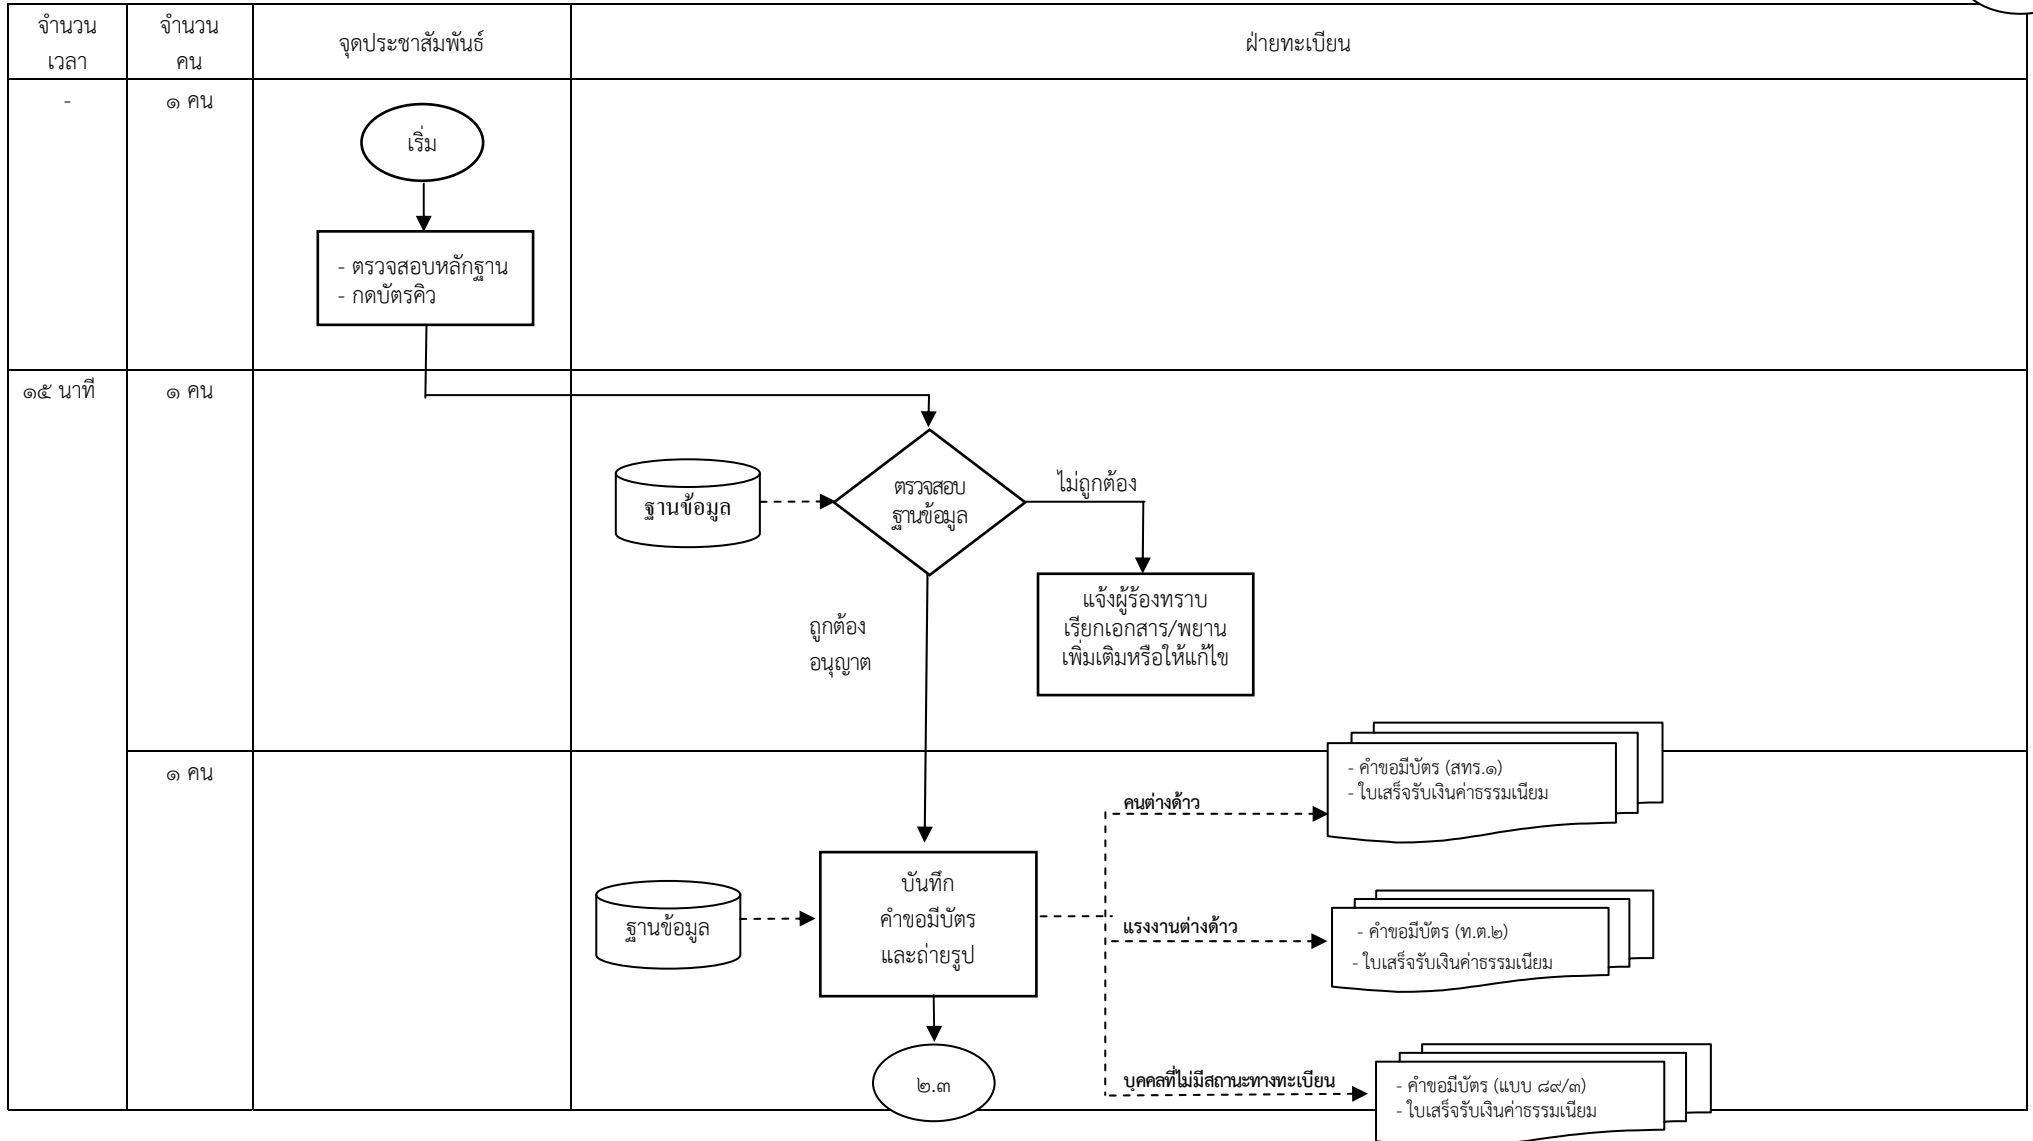 จำนวน
เวลา
จำนวน
คน
จุดประชาสัมพันธ์
ฝ่ายทะเบียน
-
๑ คน
เริ่ม
- ตรวจสอบหลักฐาน
- กดบัตรคิว
๑๕ นาที
๑ คน
ฐานข้อมูล
ตรวจสอบ
ฐานข้อมูล
ไม่ถูกต้อง
แจ้งผู้ร้องทราบ
เรียกเอกสาร/พยาน
เพิ่มเติมหรือให้แก้ไข
ถูกต้อง
อนุญาต
๑ คน
- คำขอมีบัตร (สทร.๑)
- ใบเสร็จรับเงินค่าธรรมเนียม
คนต่างด้าว
ฐานข้อมูล
บันทึก
คำขอมีบัตร
และถ่ายรูป
แรงงานต่างด้าว
- คำขอมีบัตร (ท.ต.๒)
- ใบเสร็จรับเงินค่าธรรมเนียม
๒.๓
บุคคลที่ไม่มีสถานะทางทะเบียน
- คำขอมีบัตร (แบบ ๘๙/๓)
- ใบเสร็จรับเงินค่าธรรมเนียม